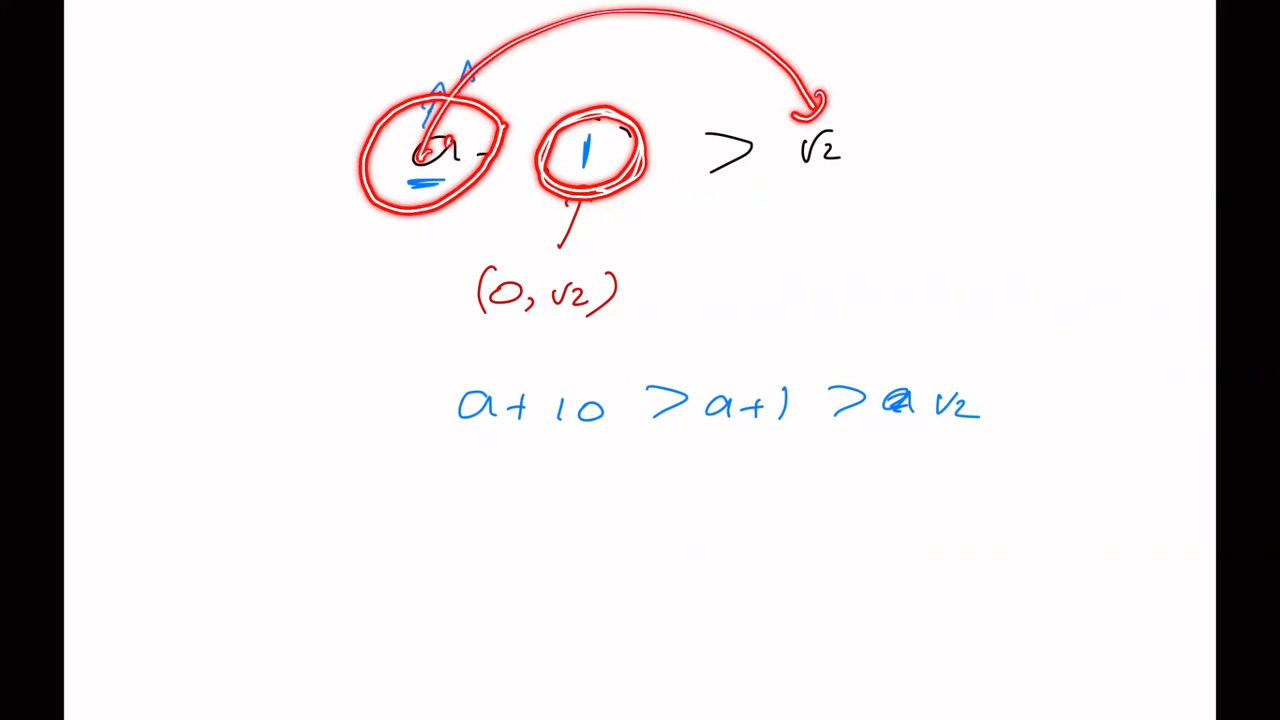 a - 1 > √2
(0, √2)
a + 10 > a + 1 > √2